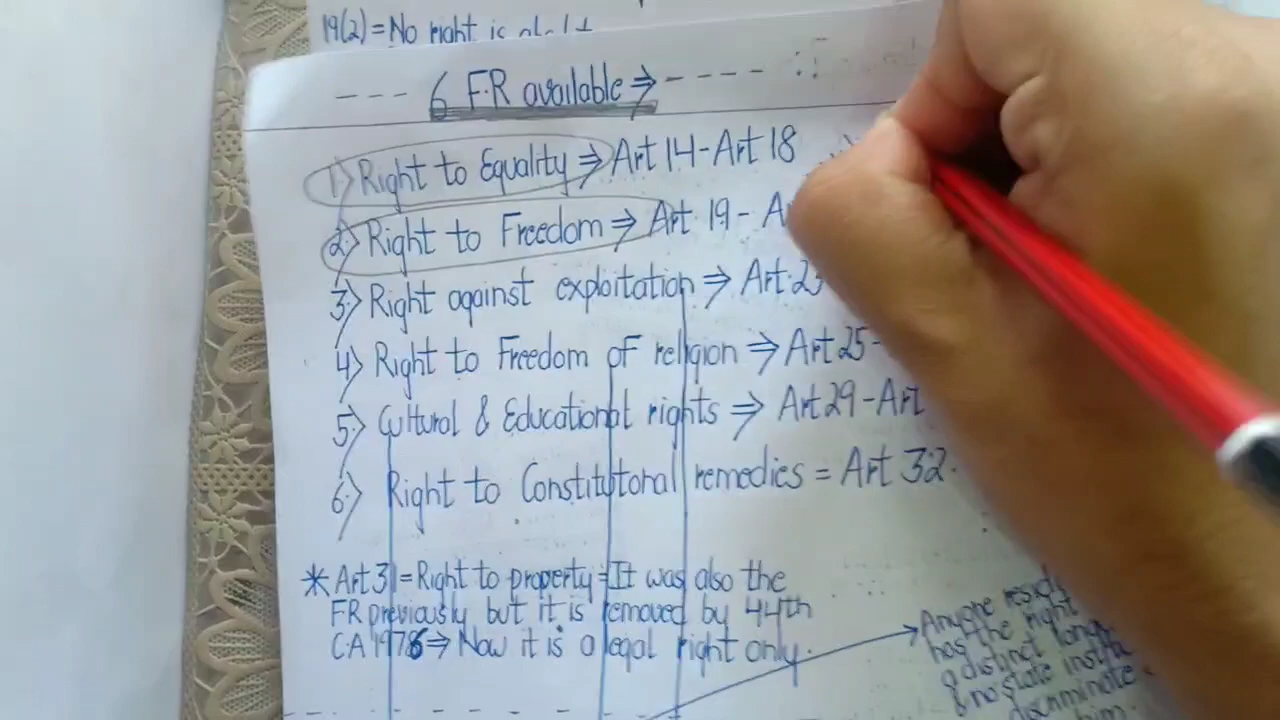 19(2) = No right is
6 F.R available ⇒
1) Right to Equality ⇒ Art 14 - Art 18
2) Right to Freedom ⇒ Art 19 - A
3) Right against exploitation ⇒ Art 23
4) Right to Freedom of religion ⇒ Art 25 -
5) Cultural & Educational rights ⇒ Art 29 - Art
6) Right to Constitutonal remedies = Art 32.
* Art 31 = Right to property = It was also the
FR previously but it is removed by 44th
C.A 1978 ⇒ Now it is a legal right only.
Anyone
has the right
distinct
& no state
him.